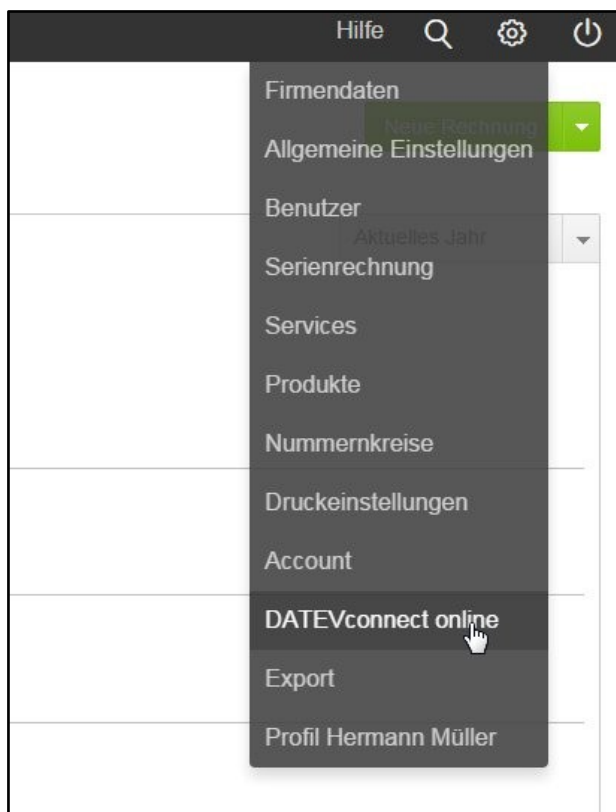 Hilfe
Firmendaten
Neue Rechnung
Allgemeine Einstellungen
Benutzer
Aktuelles Jahr
Serienrechnung
Services
Produkte
Nummernkreise
Druckeinstellungen
Account
DATEVconnect online
Export
Profil Hermann Müller